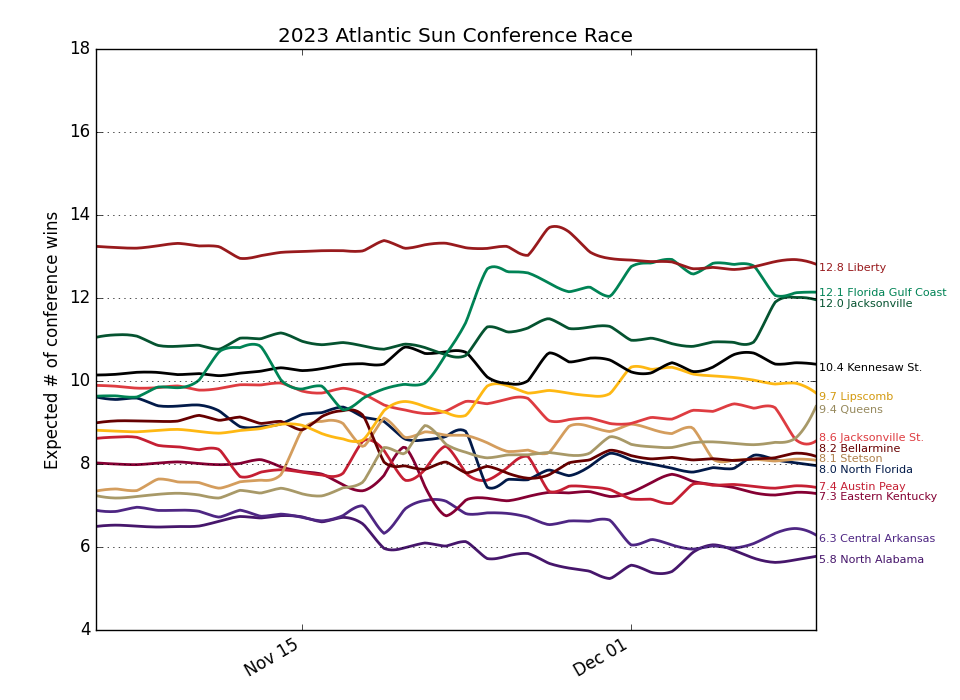 2023 Atlantic Sun Conference Race
Expected # of conference wins
18
16
14
12
10
8
6
4
Nov 15
Dec 01
12.8 Liberty
12.1 Florida Gulf Coast
12.0 Jacksonville
10.4 Kennesaw St.
9.7 Lipscomb
9.4 Queens
8.6 Jacksonville St.
8.2 Bellarmine
8.1 Stetson
8.0 North Florida
7.4 Austin Peay
7.3 Eastern Kentucky
6.3 Central Arkansas
5.8 North Alabama